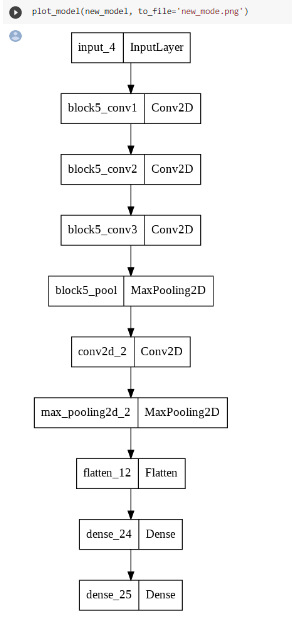 plot_model(new_model, to_file='new_mode.png')
input_4 InputLayer
block5_conv1 Conv2D
block5_conv2 Conv2D
block5_conv3 Conv2D
block5_pool MaxPooling2D
conv2d_2 Conv2D
max_pooling2d_2 MaxPooling2D
flatten_12 Flatten
dense_24 Dense
dense_25 Dense